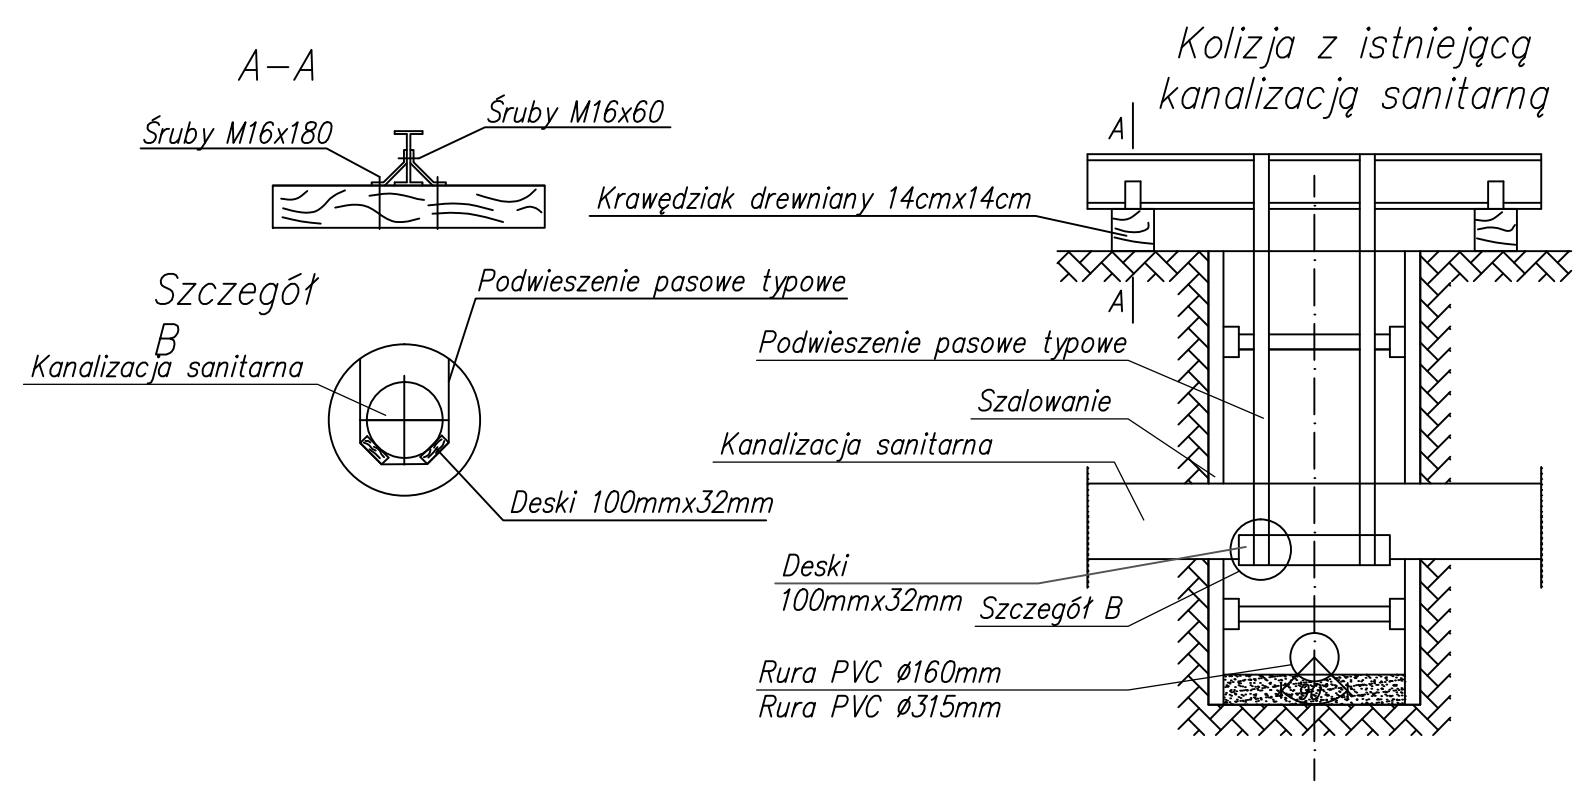 A-A
Śruby M16x180
Śruby M16x60
Szczegół
B
Kanalizacja sanitarna
Podwieszenie pasowe typowe
Deski 100mmx32mm
Kolizja z istniejącą
kanalizacją sanitarną
A
Krawędziak drewniany 14cmx14cm
A
Podwieszenie pasowe typowe
Szalowanie
Kanalizacja sanitarna
Deski
100mmx32mm
Szczegół B
Rura PVC Ø160mm
Rura PVC Ø315mm
90